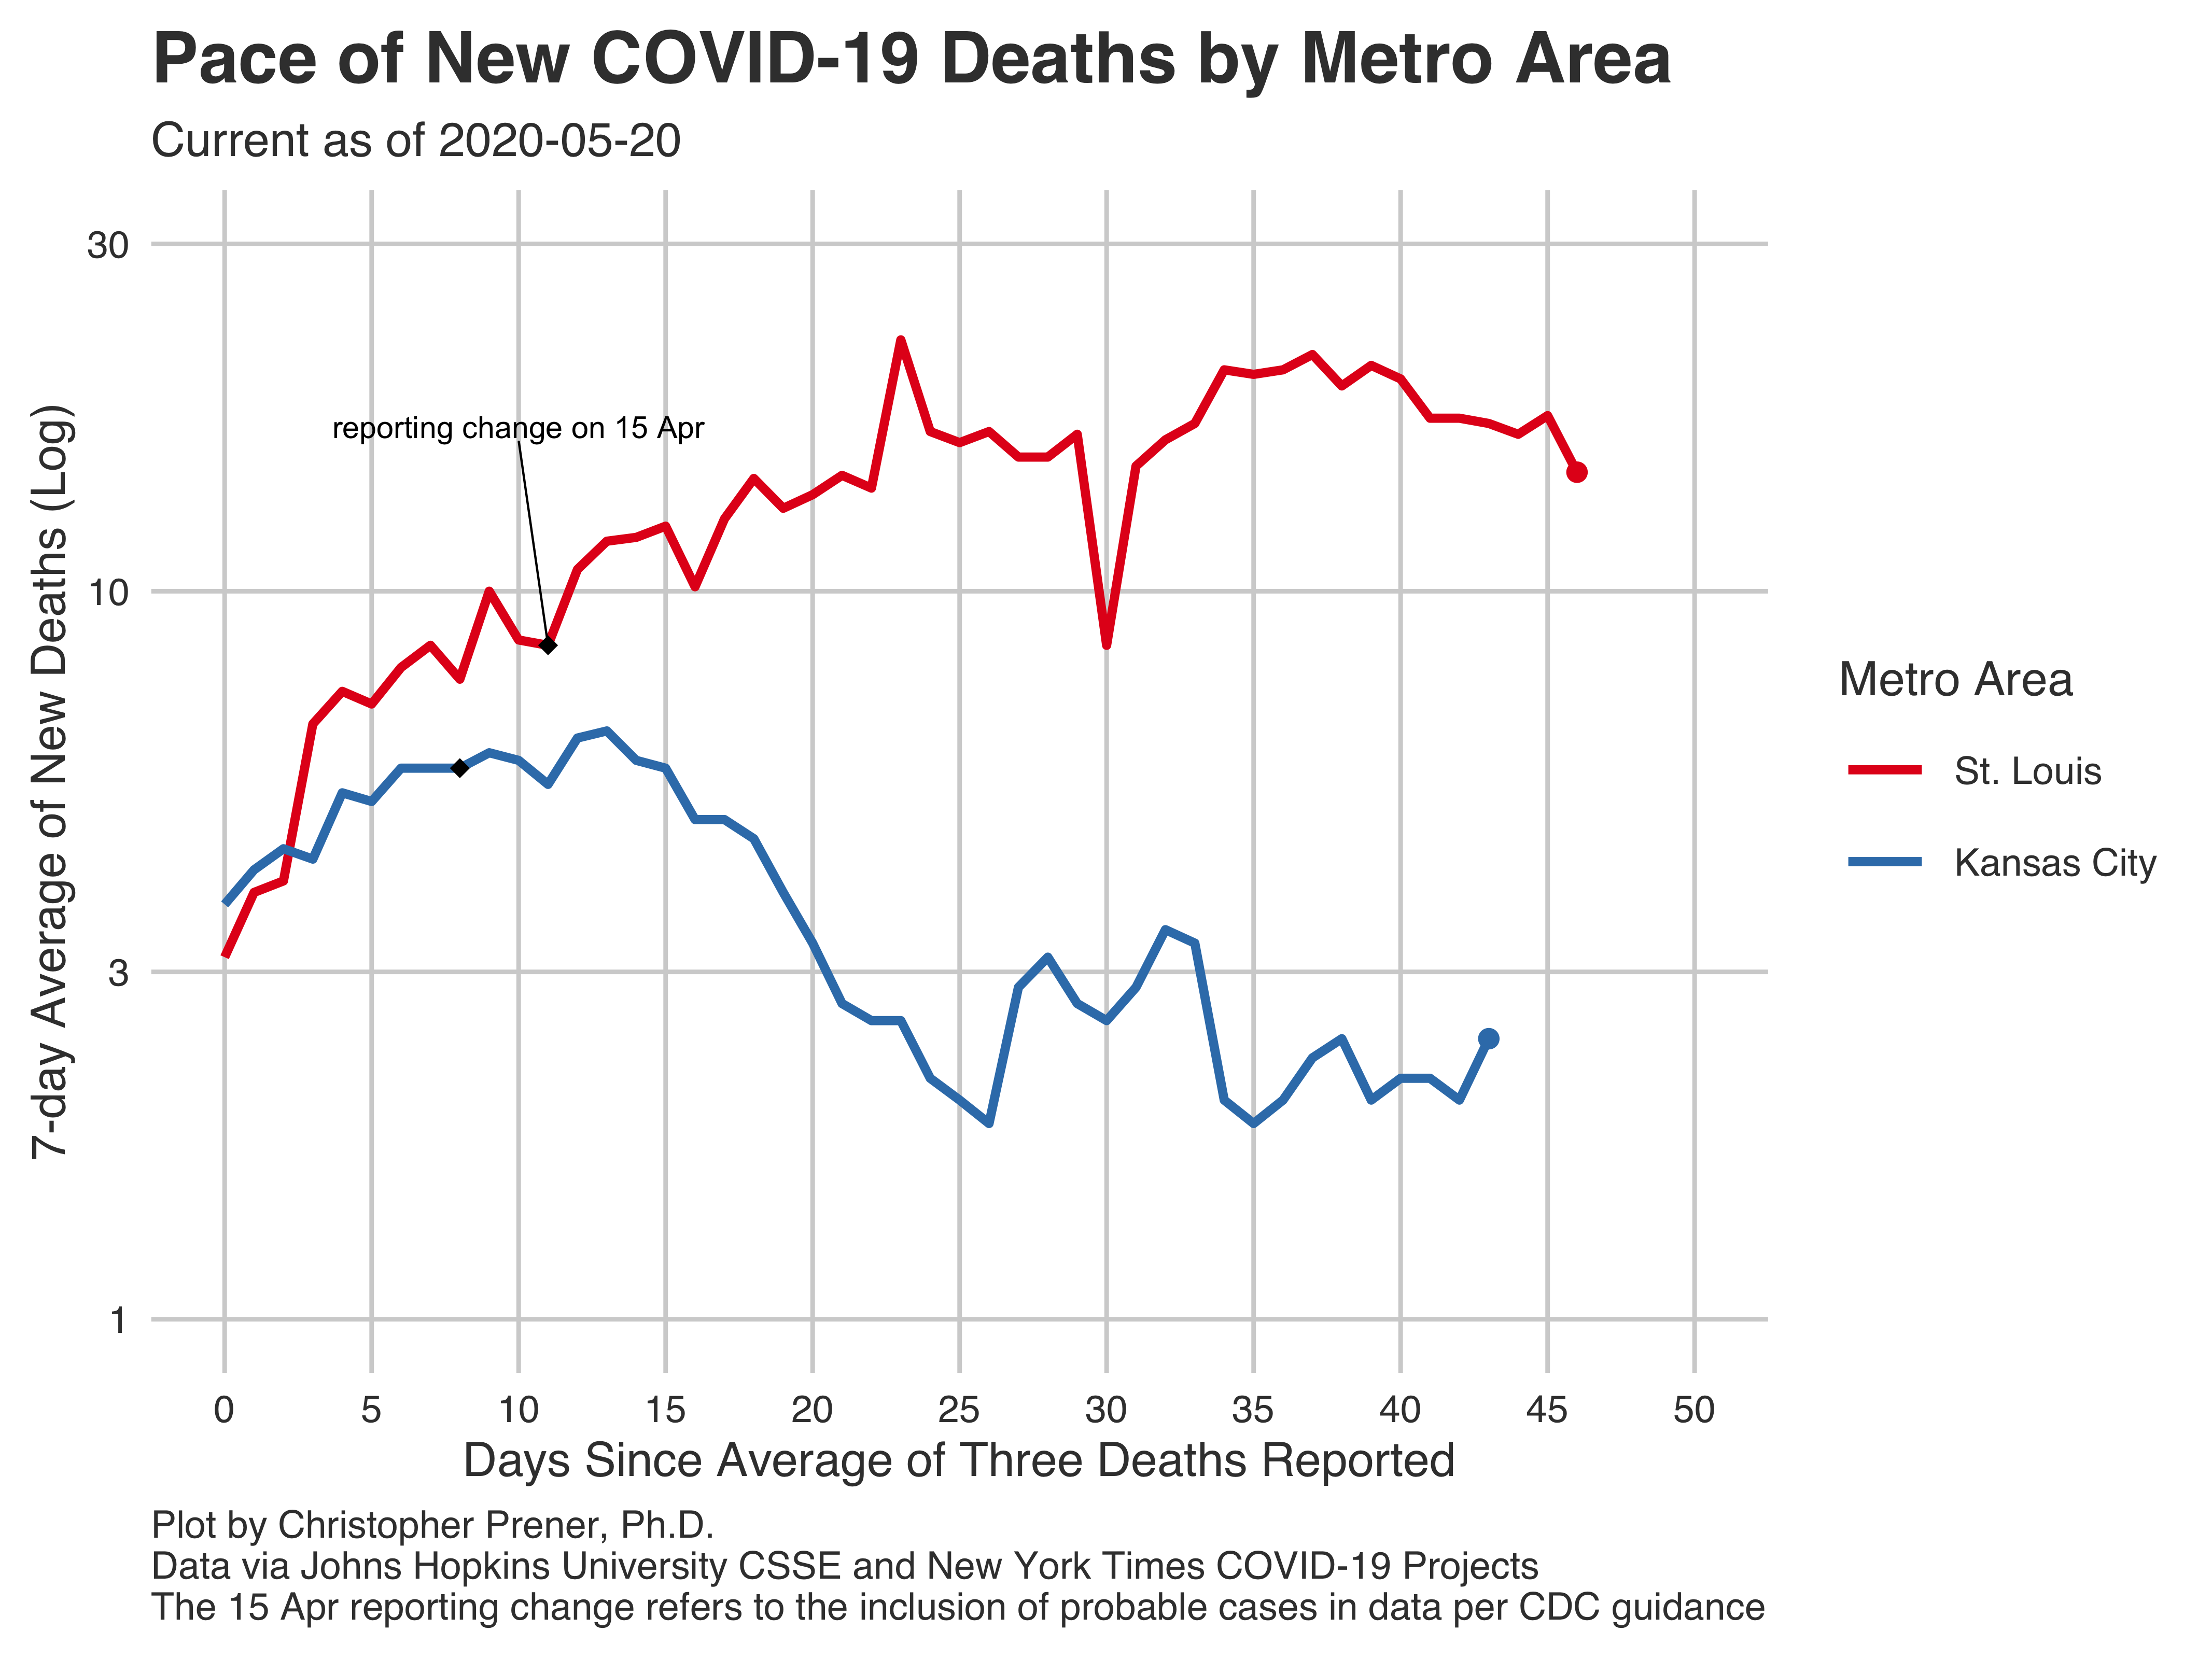 Pace of New COVID-19 Deaths by Metro Area
Current as of 2020-05-20
7-day Average of New Deaths (Log)
30
10
3
1
reporting change on 15 Apr
Metro Area
St. Louis
Kansas City
0 5 10 15 20 25 30 35 40 45 50
Days Since Average of Three Deaths Reported
Plot by Christopher Prener, Ph.D.
Data via Johns Hopkins University CSSE and New York Times COVID-19 Projects
The 15 Apr reporting change refers to the inclusion of probable cases in data per CDC guidance